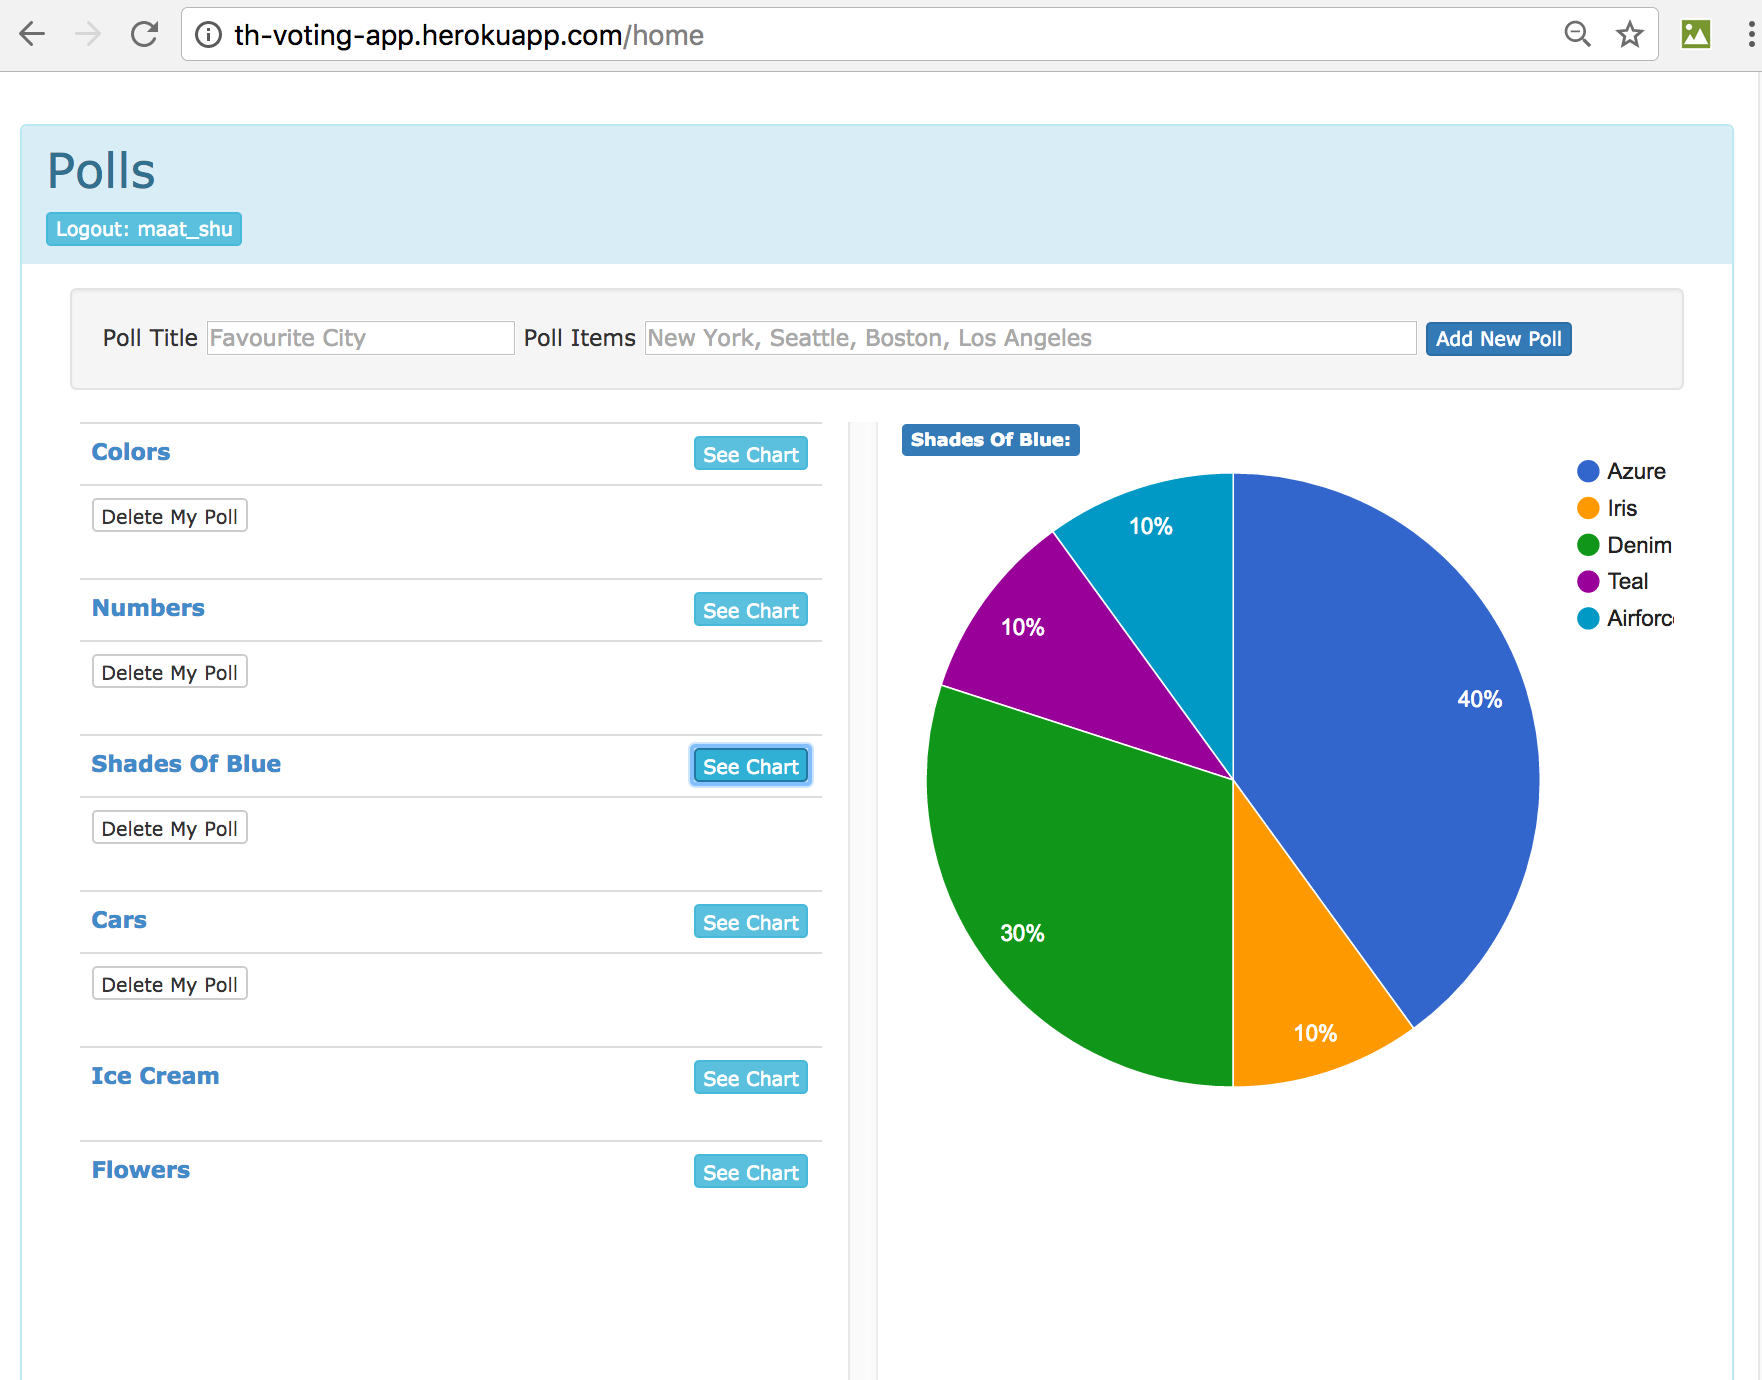 th-voting-app.herokuapp.com/home
Polls
Logout: maat_shu
Poll Title Favourite City Poll Items New York, Seattle, Boston, Los Angeles Add New Poll
Colors See Chart
Delete My Poll
Numbers See Chart
Delete My Poll
Shades Of Blue See Chart
Delete My Poll
Cars See Chart
Delete My Poll
Ice Cream See Chart
Flowers See Chart
Shades Of Blue:
Azure
Iris
Denim
Teal
10%
10%
40%
30%
10%